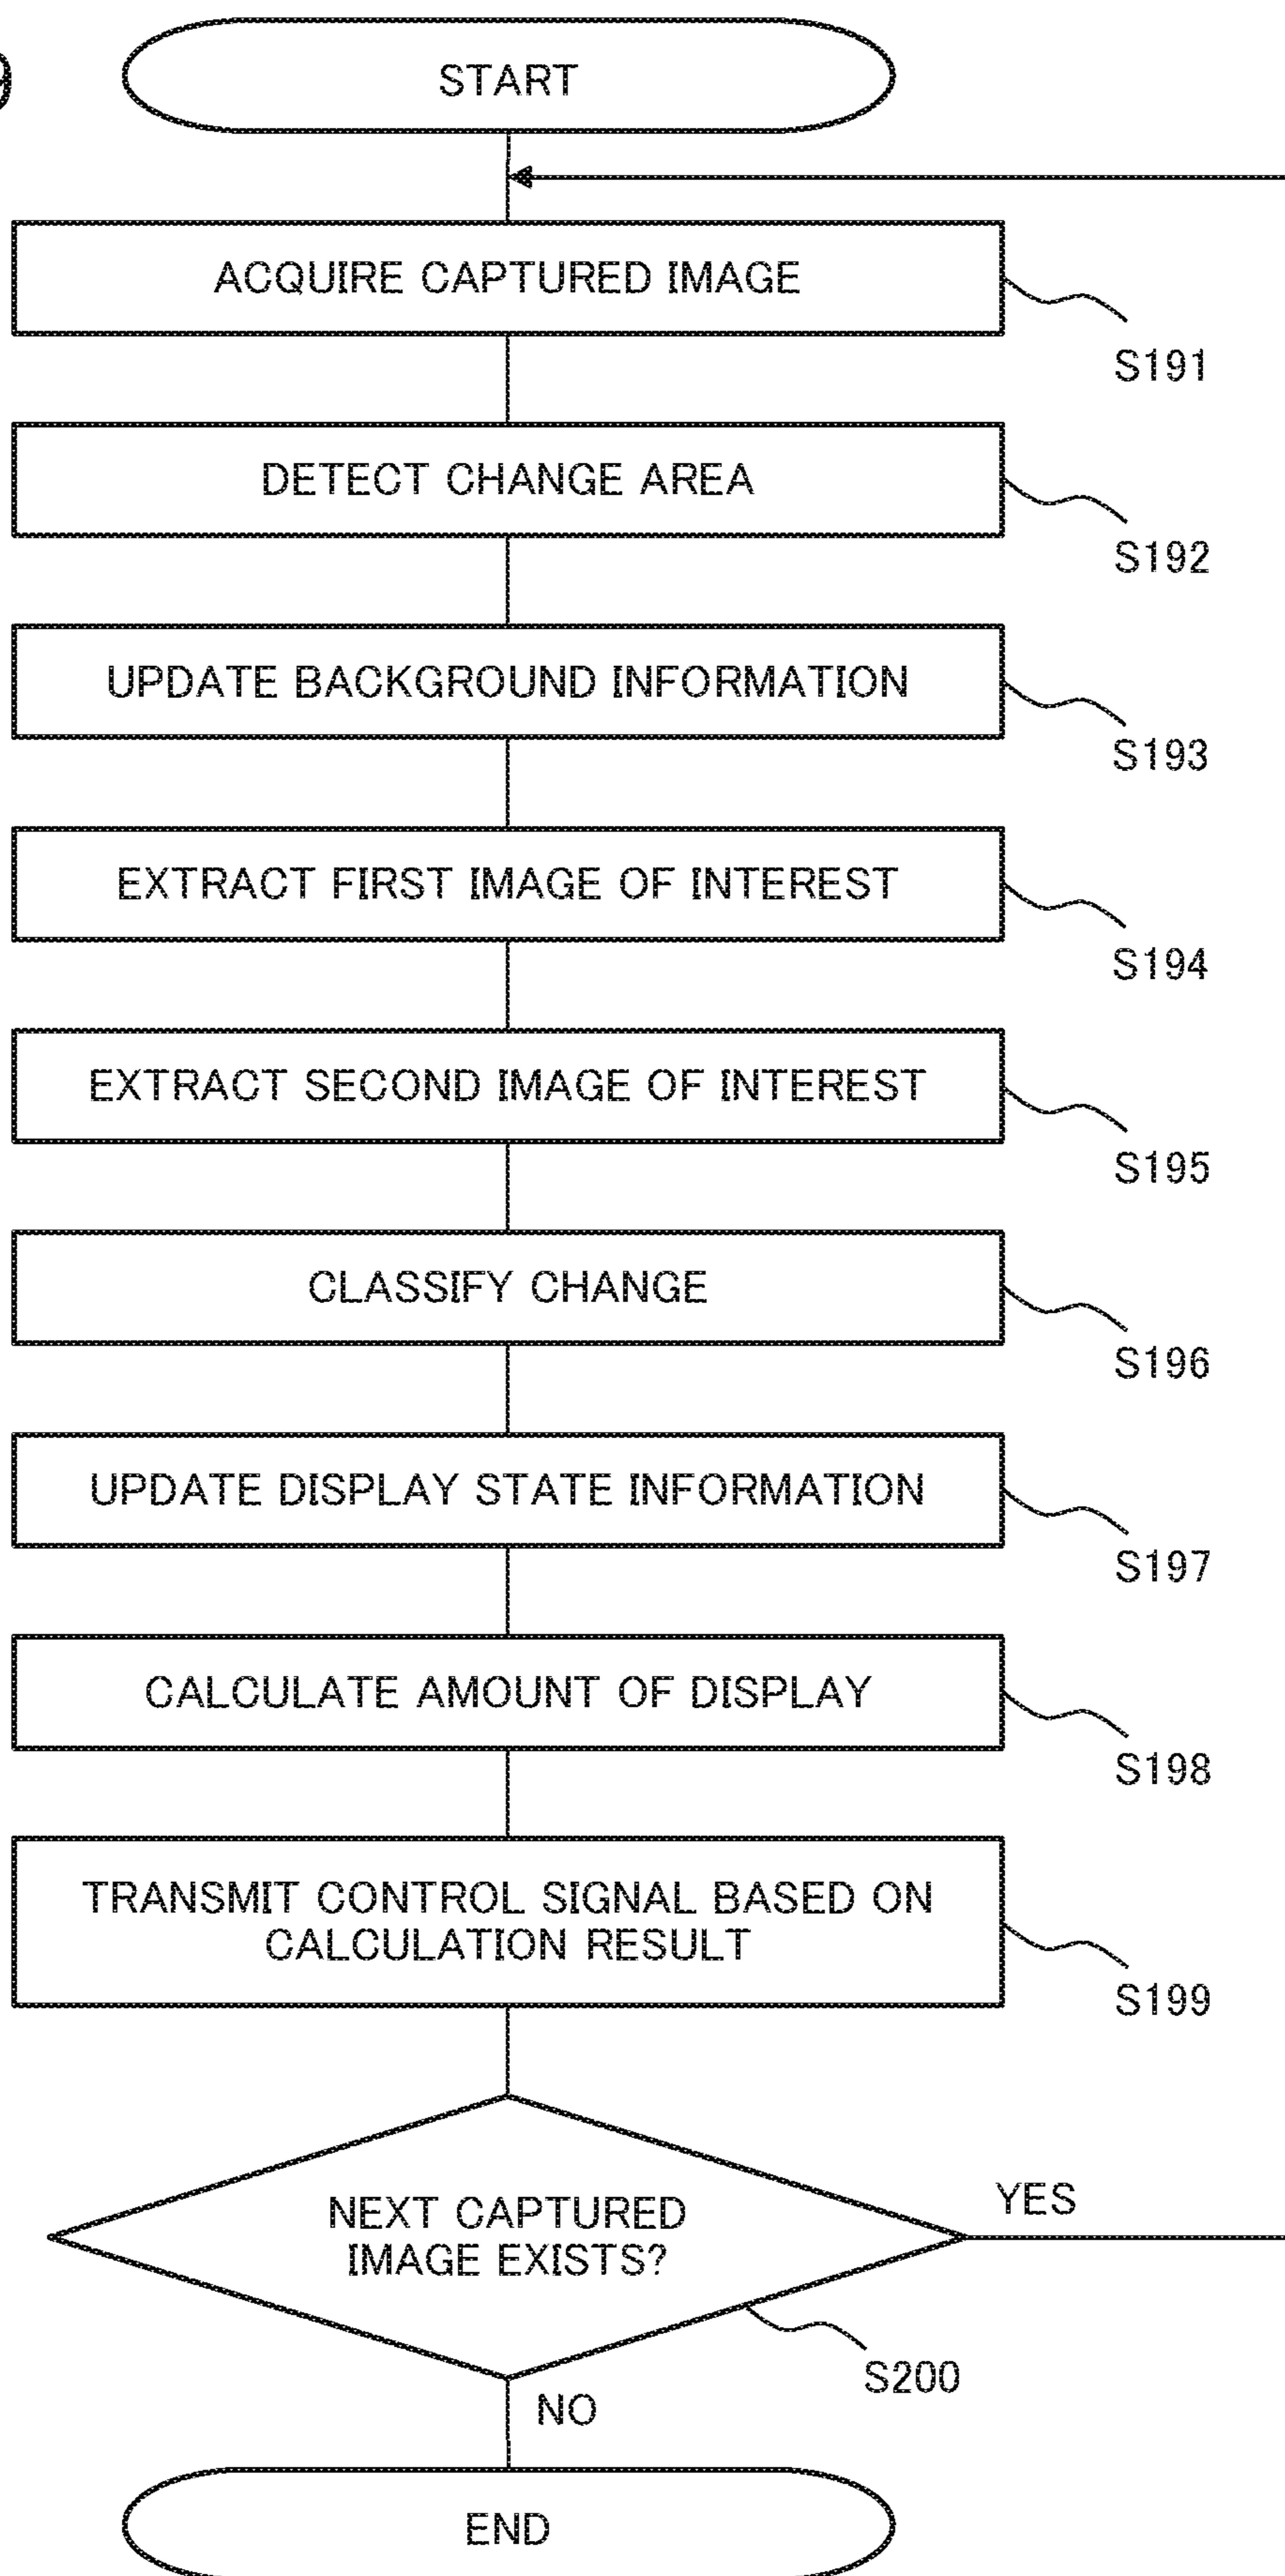 START
ACQUIRE CAPTURED IMAGE
S191
DETECT CHANGE AREA
S192
UPDATE BACKGROUND INFORMATION
S193
EXTRACT FIRST IMAGE OF INTEREST
S194
EXTRACT SECOND IMAGE OF INTEREST
S195
CLASSIFY CHANGE
S196
UPDATE DISPLAY STATE INFORMATION
S197
CALCULATE AMOUNT OF DISPLAY
S198
TRANSMIT CONTROL SIGNAL BASED ON
CALCULATION RESULT
S199
NEXT CAPTURED
IMAGE EXISTS?
YES
S200
NO
END